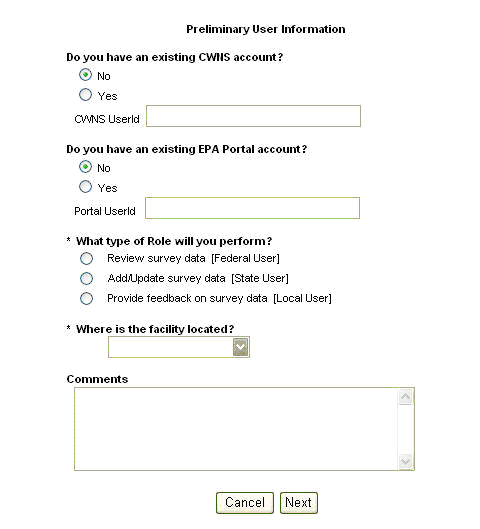 Preliminary User Information
Do you have an existing CWNS account?
No
Yes
CWNS UserId
Do you have an existing EPA Portal account?
No
Yes
Portal UserId
* What type of Role will you perform?
Review survey data [Federal User]
Add/Update survey data [State User]
Provide feedback on survey data [Local User]
* Where is the facility located?
Comments
Cancel Next